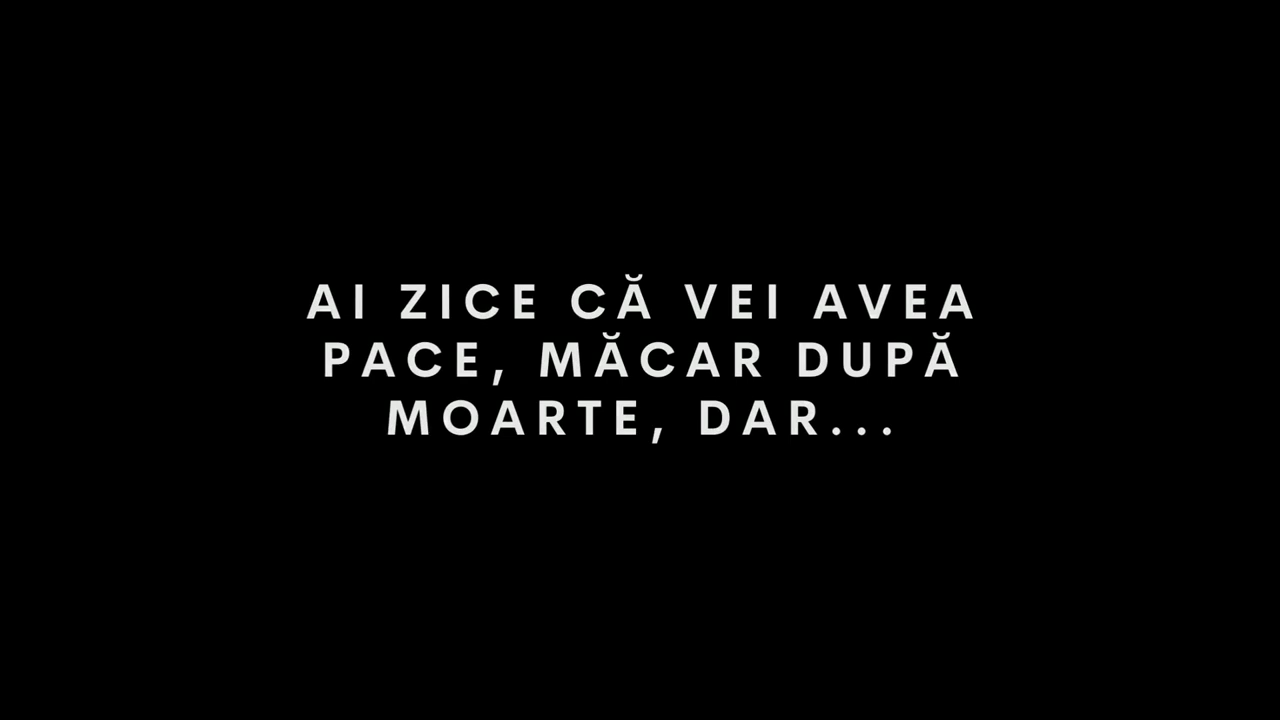 AI ZICE CĂ VEI AVEA
PACE, MĂCAR DUPĂ
MOARTE, DAR...